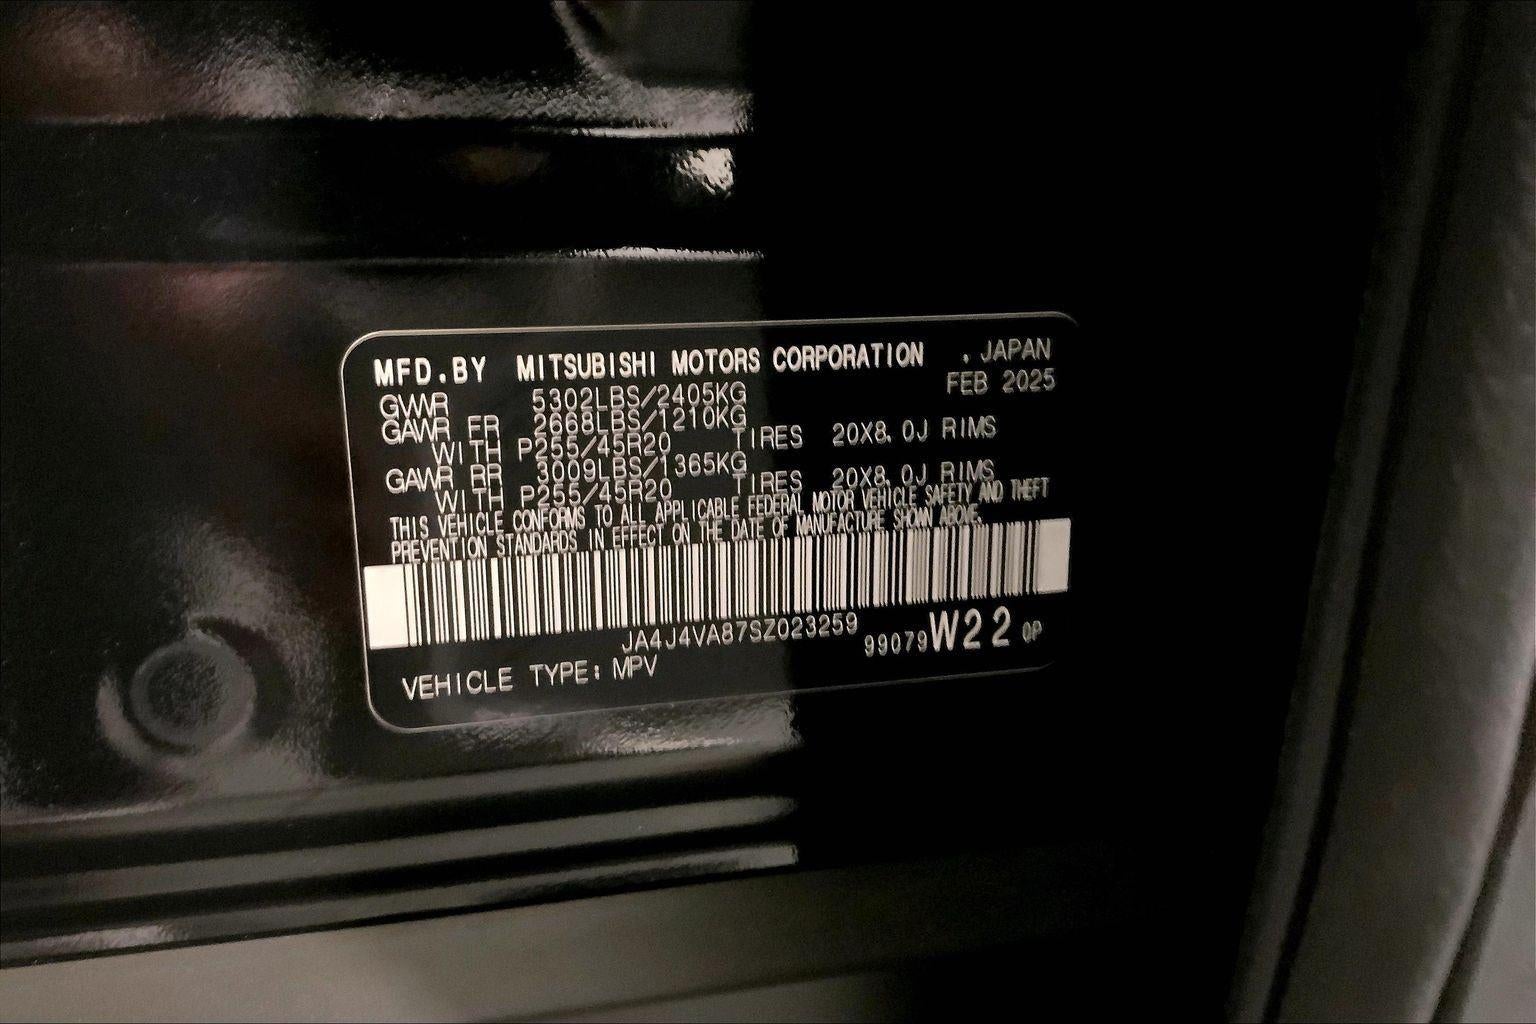 MFD.BY MITSUBISHI MOTORS CORPORATION . JAPAN
FEB 2025
GVWR 5302LBS/2405KG
GAWR FR 2668LBS/1210KG
WITH P255/45R20 TIRES 20X8.0J RIMS
GAWR RR 3009LBS/1365KG
WITH P255/45R20 TIRES 20X8.0J RIMS
THIS VEHICLE CONFORMS TO ALL APPLICABLE FEDERAL MOTOR VEHICLE SAFETY AND THEFT
PREVENTION STANDARDS IN EFFECT ON THE DATE OF MANUFACTURE SHOWN ABOVE.
JA4J4VA87SZ023259 99079 W22 0P
VEHICLE TYPE: MPV